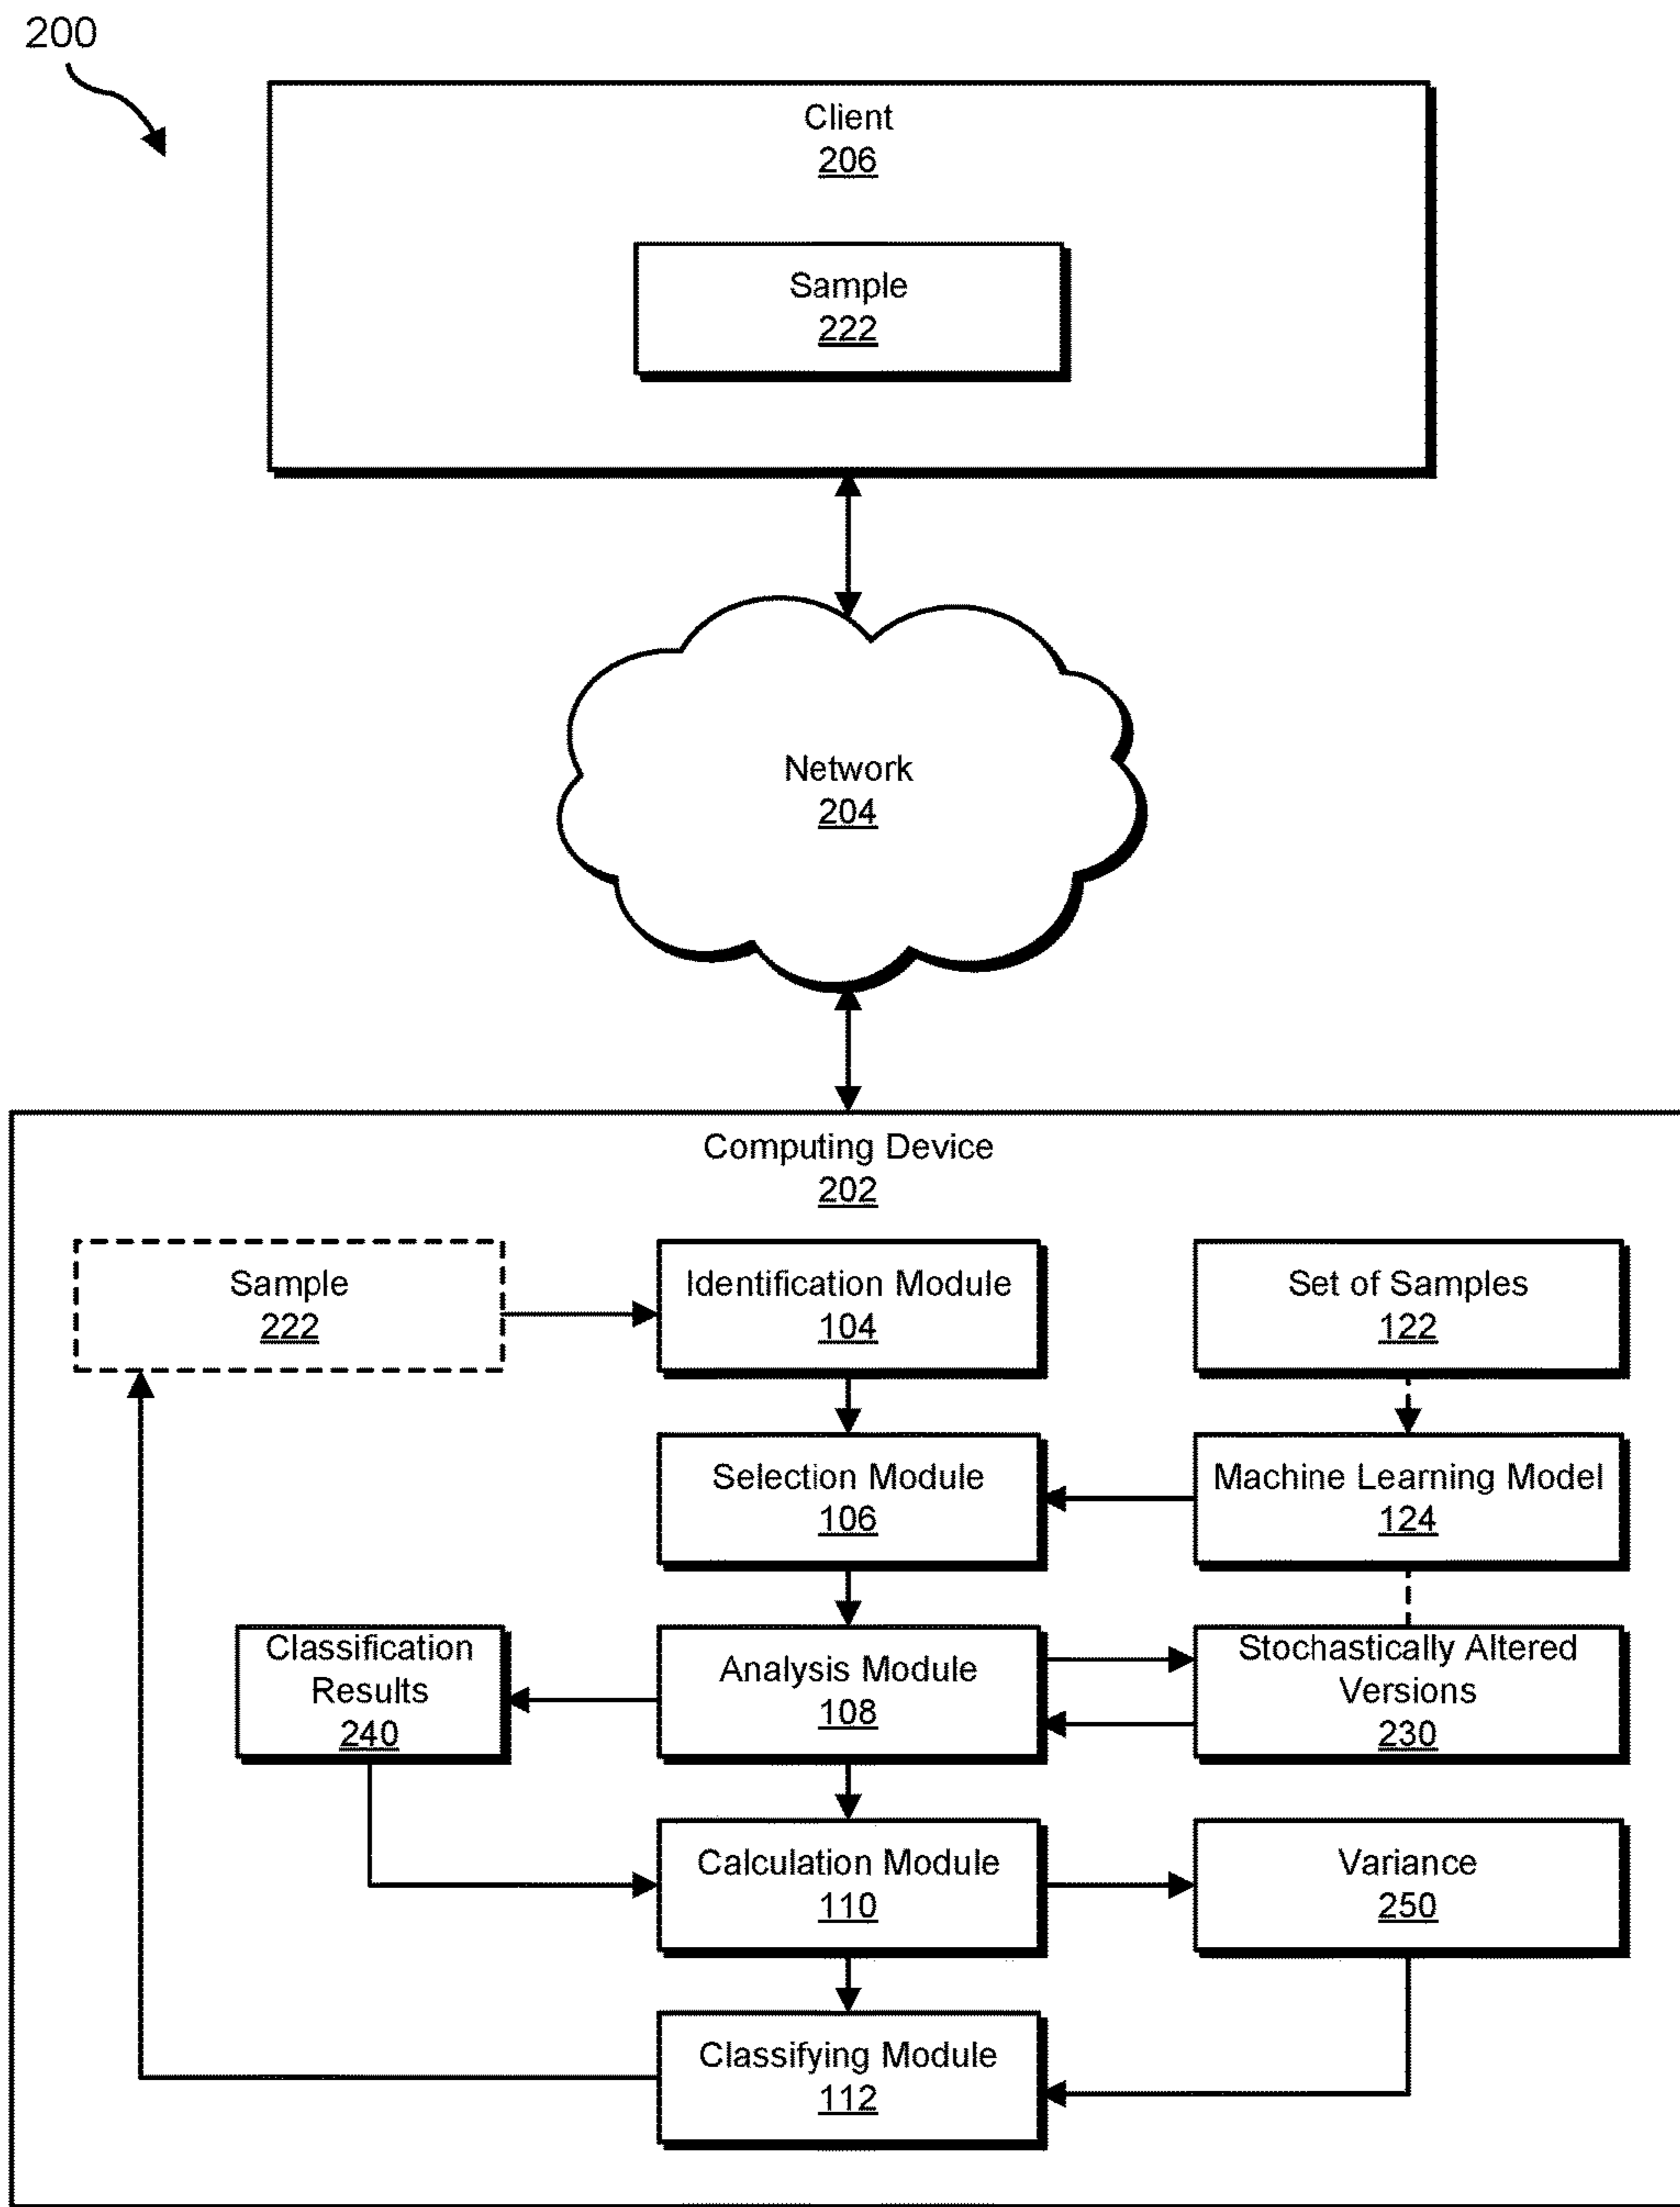 200
Client
206
Sample
222
Network
204
Computing Device
202
Sample
222
Identification Module
104
Set of Samples
122
Selection Module
106
Machine Learning Model
124
Classification
Results
240
Analysis Module
108
Stochastically Altered
Versions
230
Calculation Module
110
Variance
250
Classifying Module
112